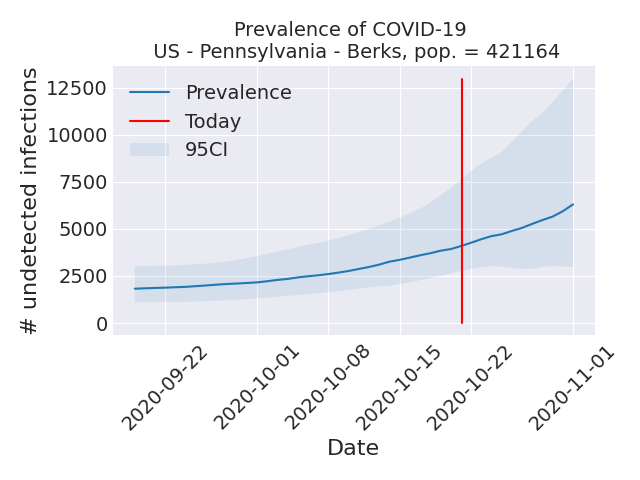 Prevalence of COVID-19
US - Pennsylvania - Berks, pop. = 421164
# undetected infections
12500
10000
7500
5000
2500
0
Prevalence
Today
95CI
2020-09-22
2020-10-01
2020-10-08
2020-10-15
2020-10-22
2020-11-01
Date